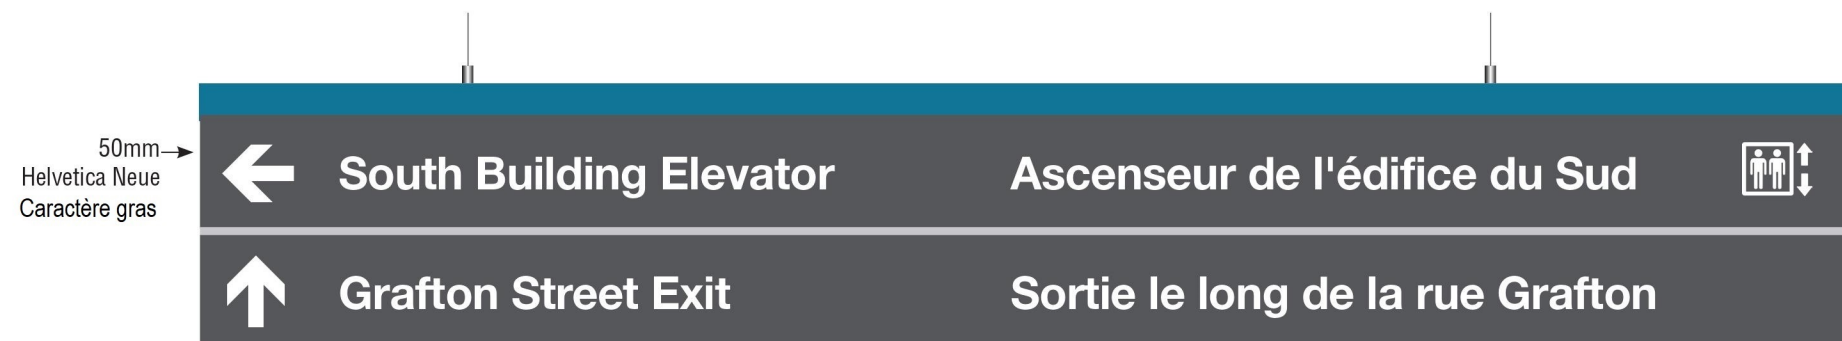 50mm
Helvetica Neue
Caractère gras
South Building Elevator
Ascenseur de l'édifice du Sud
Grafton Street Exit
Sortie le long de la rue Grafton